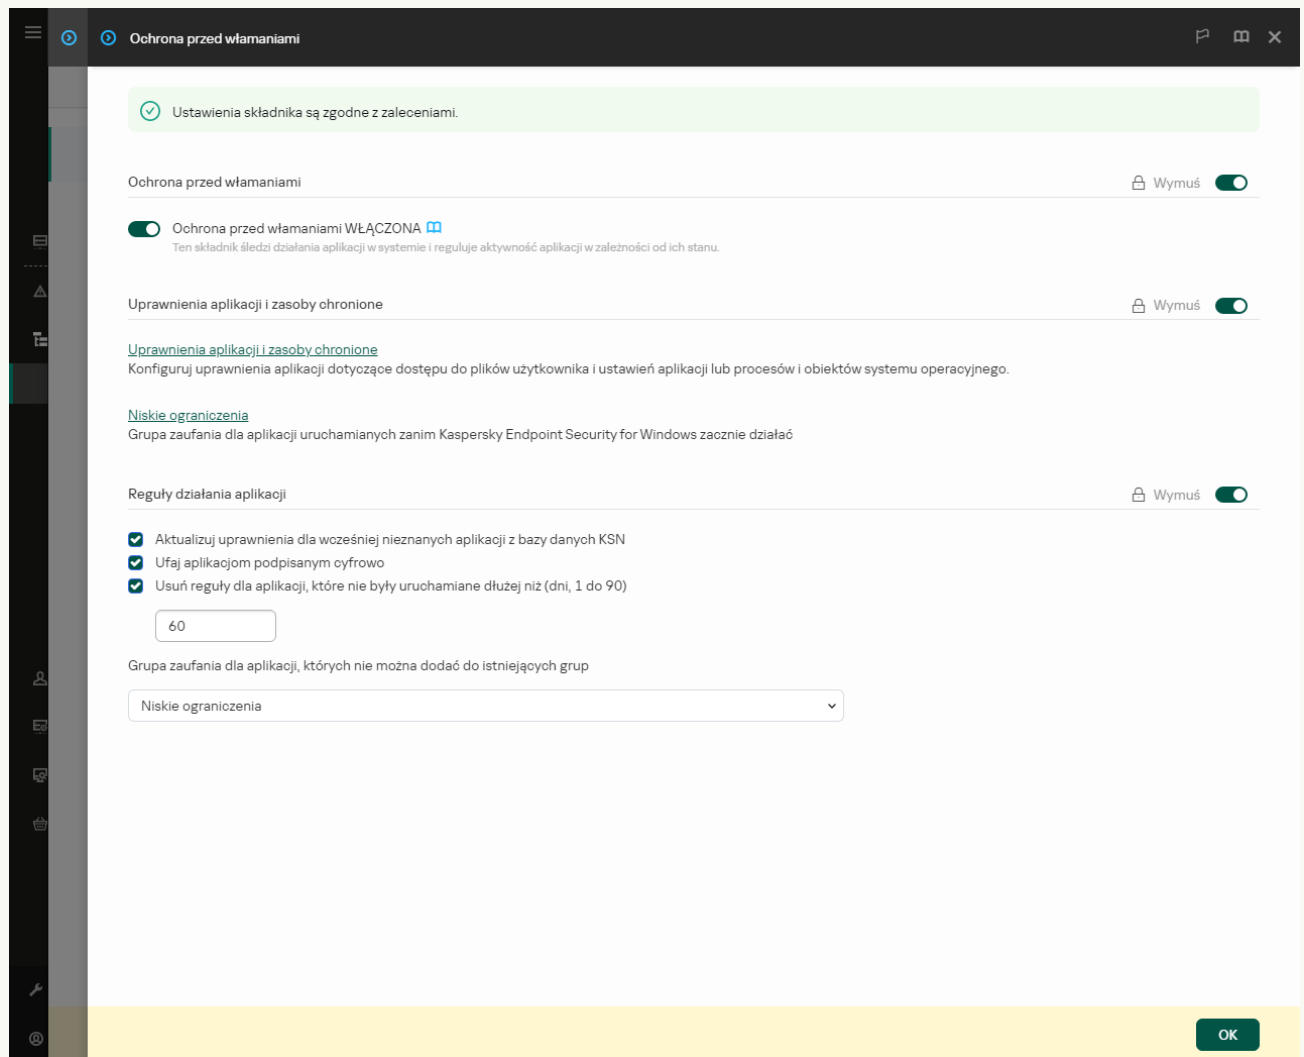 Ochrona przed włamaniami
Ustawienia składnika są zgodne z zaleceniami.
Ochrona przed włamaniami
Wymuś
Ochrona przed włamaniami WŁĄCZONA
Ten składnik śledzi działania aplikacji w systemie i reguluje aktywność aplikacji w zależności od ich stanu.
Uprawnienia aplikacji i zasoby chronione
Wymuś
Uprawnienia aplikacji i zasoby chronione
Konfiguruj uprawnienia aplikacji dotyczące dostępu do plików użytkownika i ustawień aplikacji lub procesów i obiektów systemu operacyjnego.
Niskie ograniczenia
Grupa zaufania dla aplikacji uruchamianych zanim Kaspersky Endpoint Security for Windows zacznie działać
Reguły działania aplikacji
Wymuś
Aktualizuj uprawnienia dla wcześniej nieznanych aplikacji z bazy danych KSN
Ufaj aplikacjom podpisanym cyfrowo
Usuń reguły dla aplikacji, które nie były uruchamiane dłużej niż (dni, 1 do 90)
60
Grupa zaufania dla aplikacji, których nie można dodać do istniejących grup
Niskie ograniczenia
OK